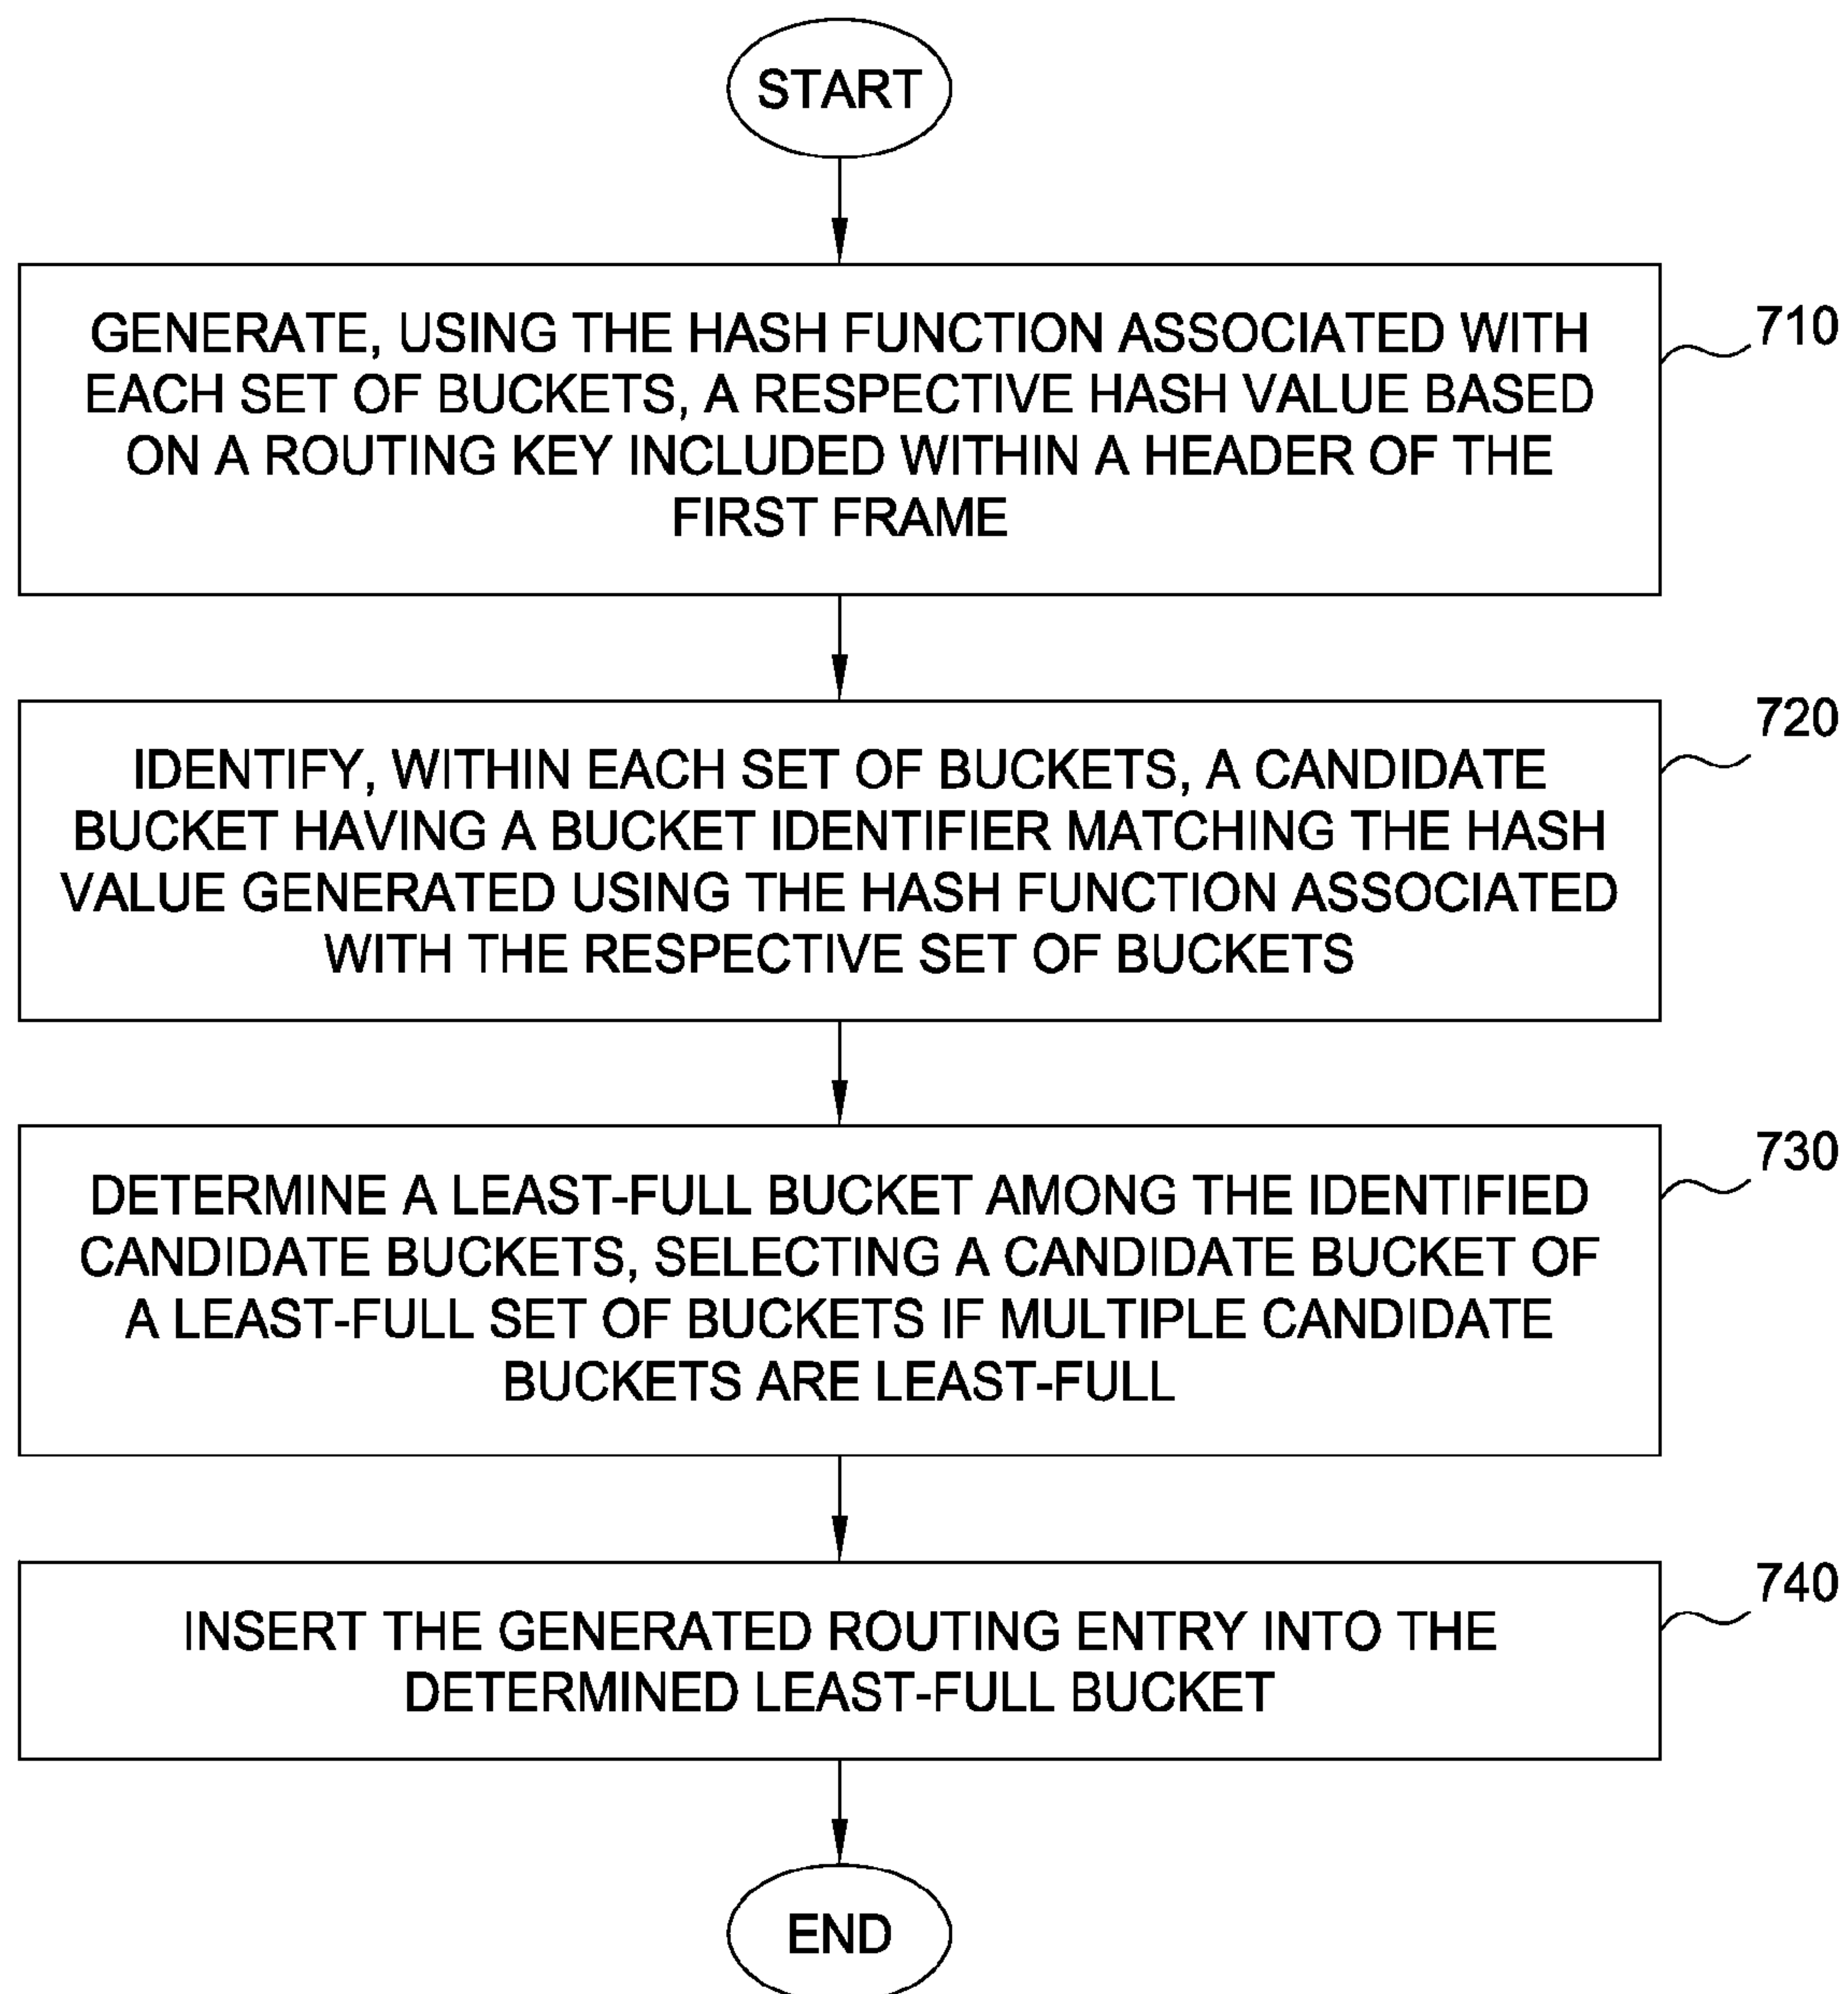 START
GENERATE, USING THE HASH FUNCTION ASSOCIATED WITH
EACH SET OF BUCKETS, A RESPECTIVE HASH VALUE BASED
ON A ROUTING KEY INCLUDED WITHIN A HEADER OF THE
FIRST FRAME
710
IDENTIFY, WITHIN EACH SET OF BUCKETS, A CANDIDATE
BUCKET HAVING A BUCKET IDENTIFIER MATCHING THE HASH
VALUE GENERATED USING THE HASH FUNCTION ASSOCIATED
WITH THE RESPECTIVE SET OF BUCKETS
720
DETERMINE A LEAST-FULL BUCKET AMONG THE IDENTIFIED
CANDIDATE BUCKETS, SELECTING A CANDIDATE BUCKET OF
A LEAST-FULL SET OF BUCKETS IF MULTIPLE CANDIDATE
BUCKETS ARE LEAST-FULL
730
INSERT THE GENERATED ROUTING ENTRY INTO THE
DETERMINED LEAST-FULL BUCKET
740
END